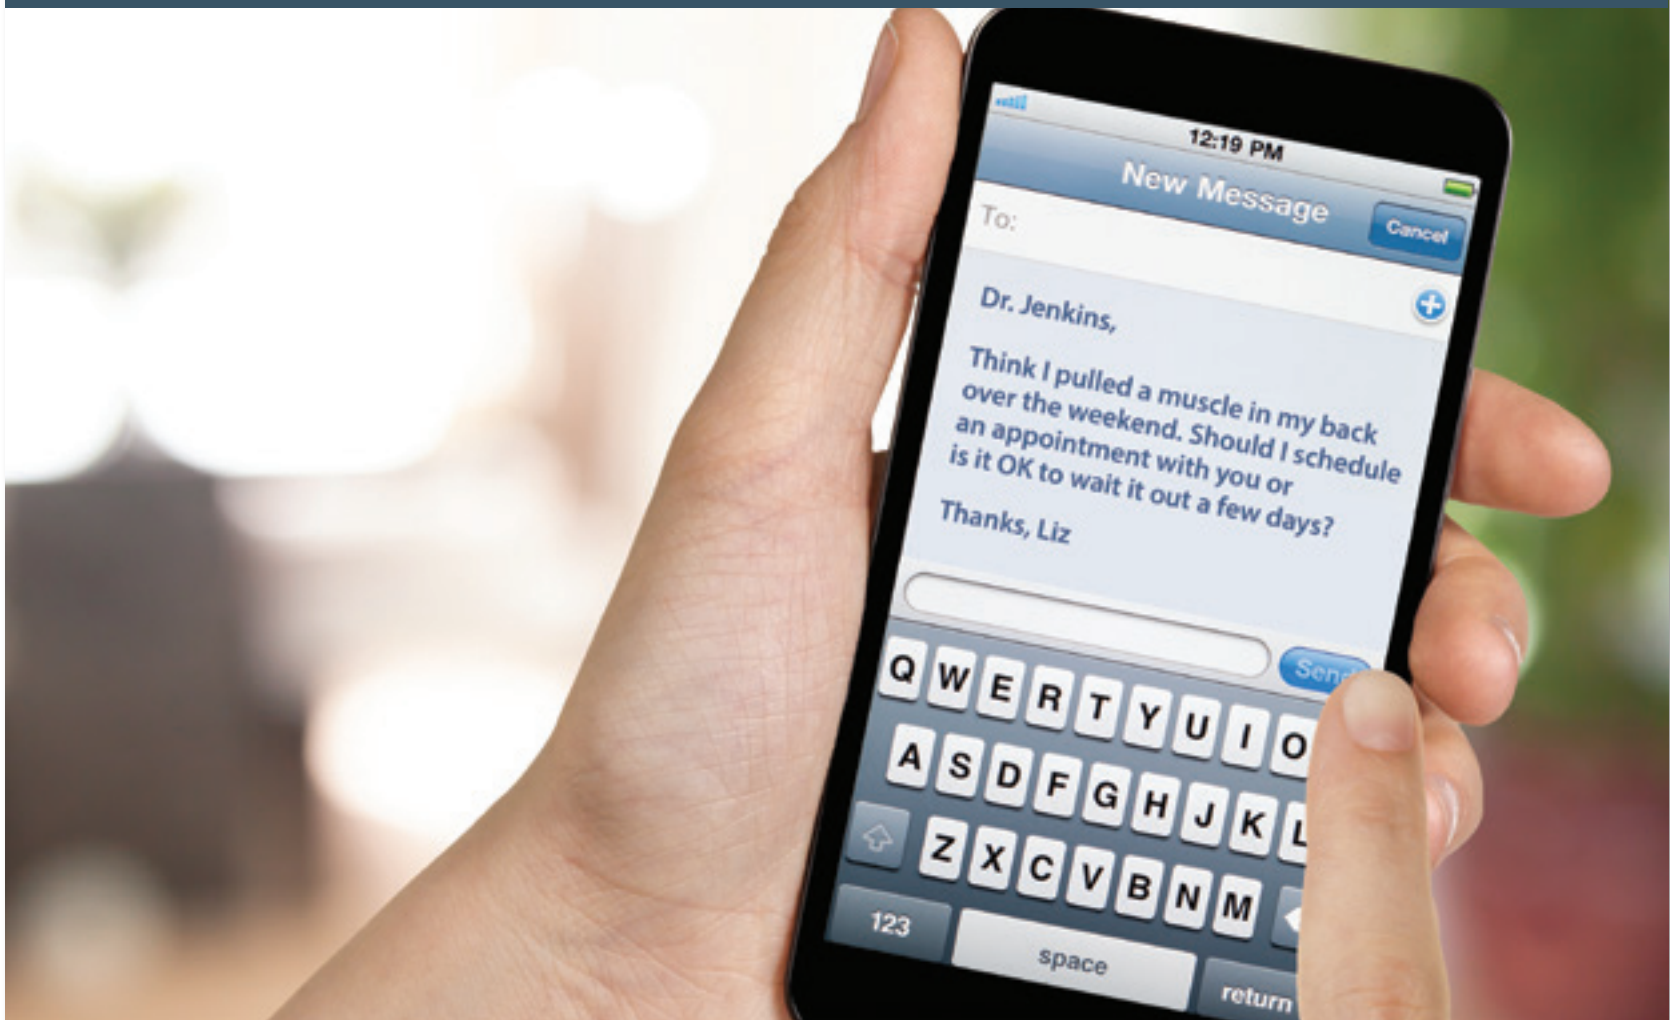 12:19 PM
New Message
Cancel
To:
Dr. Jenkins,
Think I pulled a muscle in my back
over the weekend. Should I schedule
an appointment with you or
is it OK to wait it out a few days?
Thanks, Liz
Send
Q W E R T Y U I O
A S D F G H J K L
Z X C V B N M
123
space
return